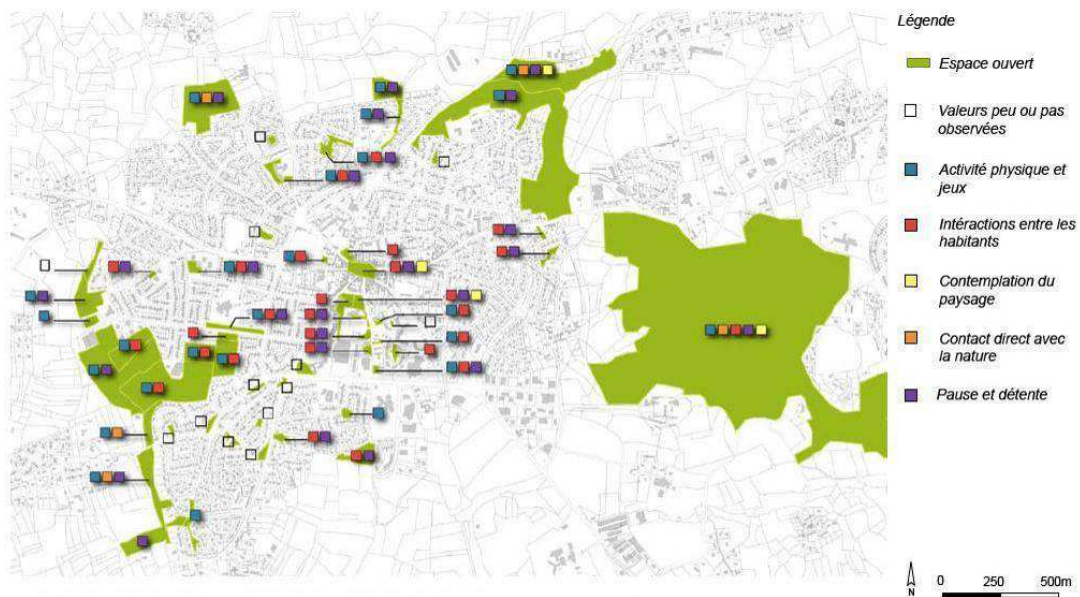 Légende
Espace ouvert
Valeurs peu ou pas
observées
Activité physique et
jeux
Intéractions entre les
habitants
Contemplation du
paysage
Contact direct avec
la nature
Pause et détente
N
0 250 500m